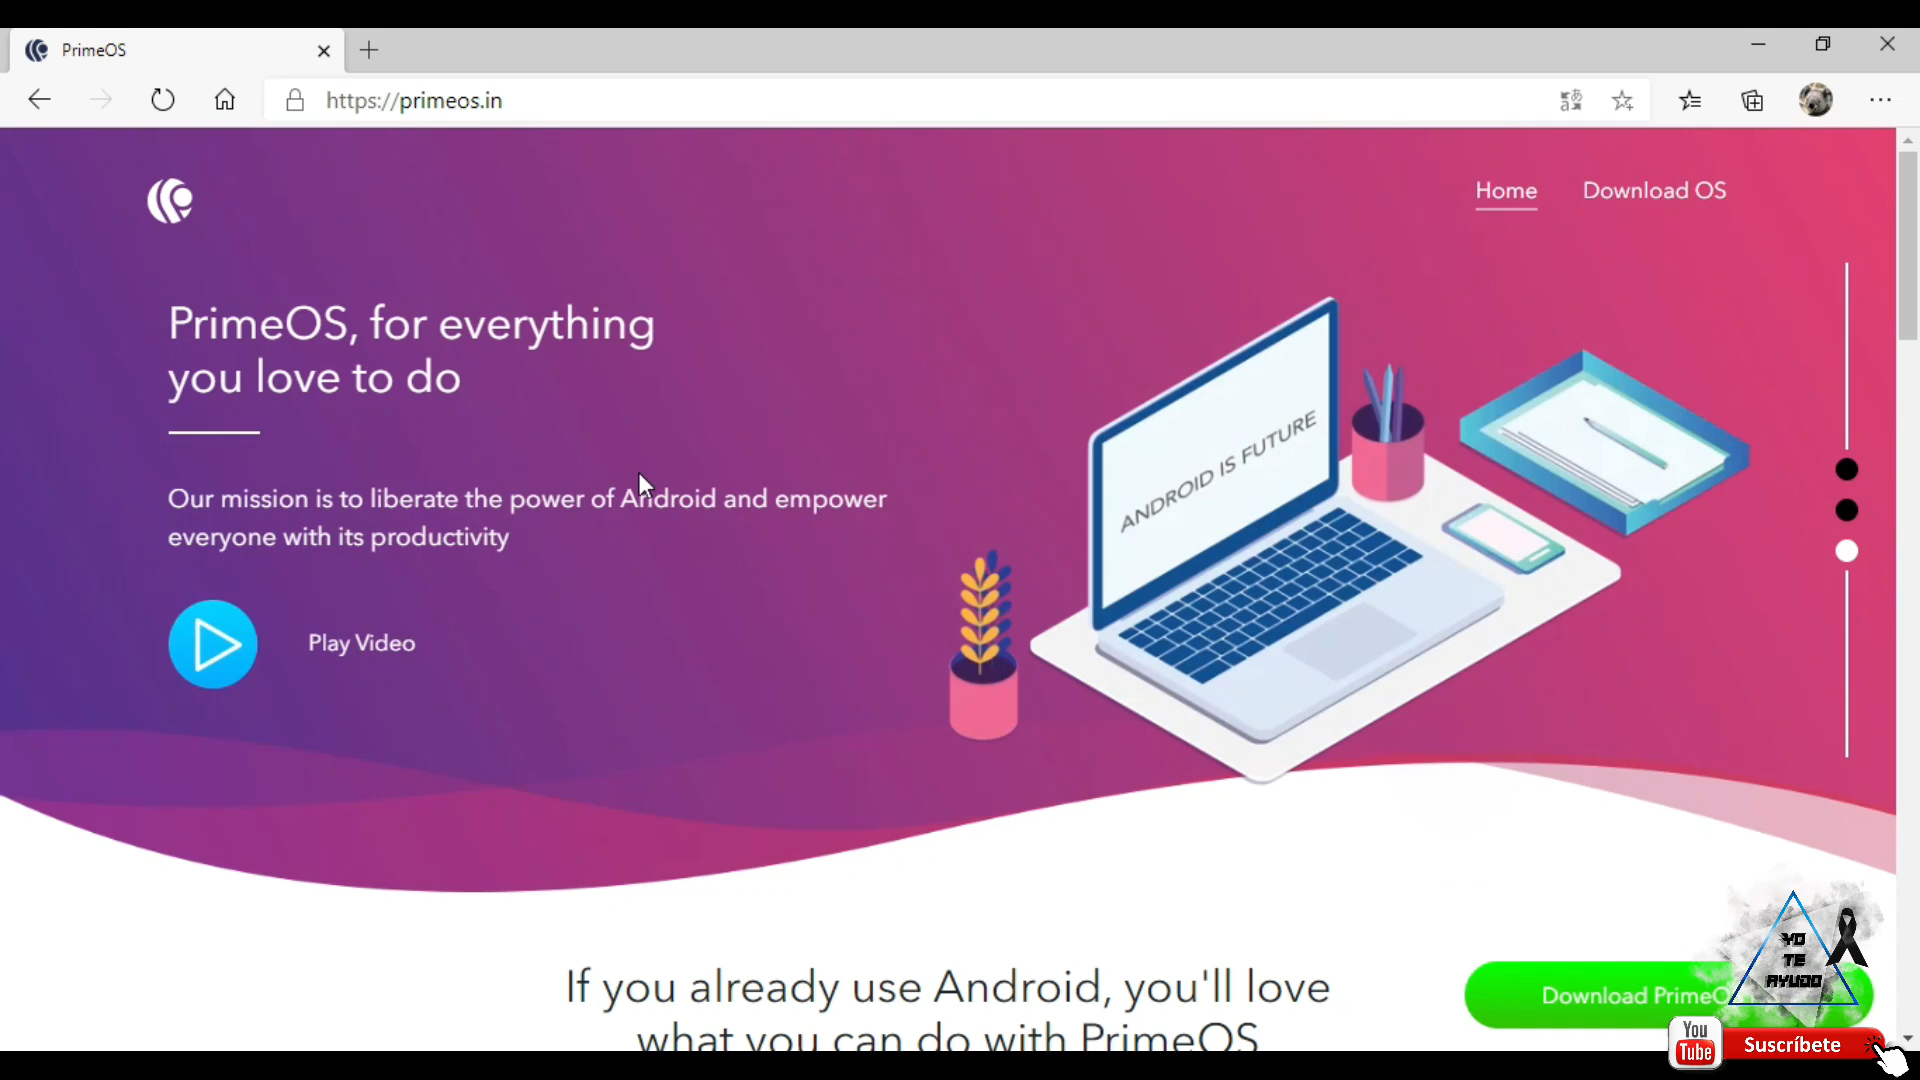 PrimeOS
https://primeos.in
Home
Download OS
PrimeOS, for everything
you love to do
Our mission is to liberate the power of Android and empower
everyone with its productivity
Play Video
ANDROID IS FUTURE
If you already use Android, you'll love
what you can do with PrimeOS
Download PrimeO
YO
TE
AYUDO
You
Tube
Suscríbete